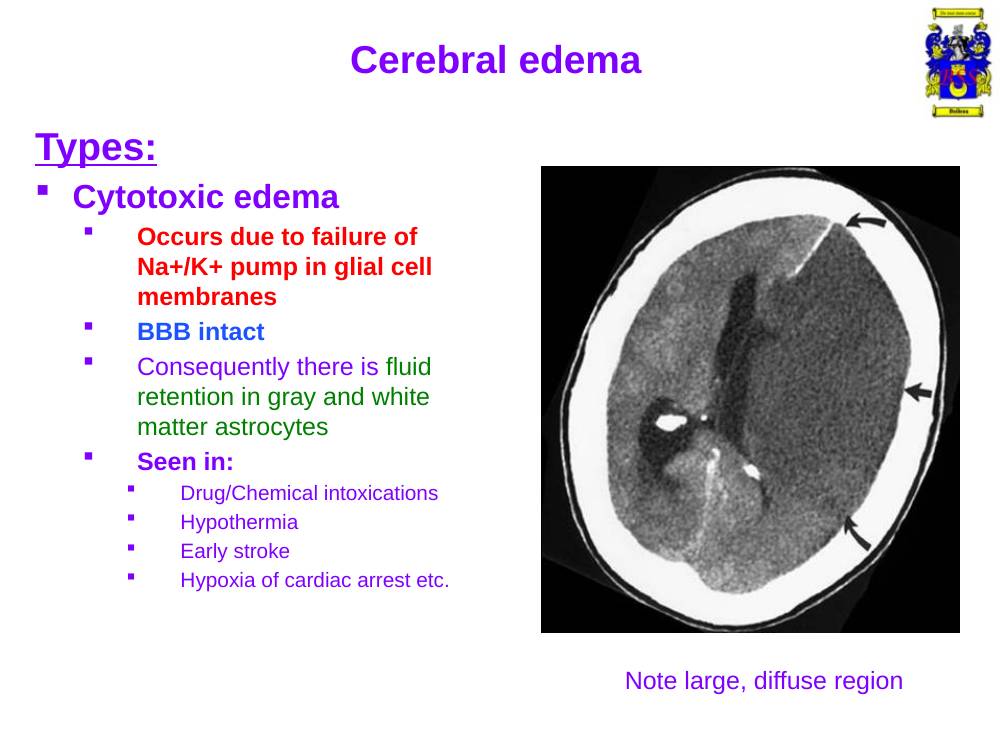 Cerebral edema
Types:
▪ Cytotoxic edema
▪ Occurs due to failure of
Na+/K+ pump in glial cell
membranes
▪ BBB intact
▪ Consequently there is fluid
retention in gray and white
matter astrocytes
▪ Seen in:
▪ Drug/Chemical intoxications
▪ Hypothermia
▪ Early stroke
▪ Hypoxia of cardiac arrest etc.
Note large, diffuse region